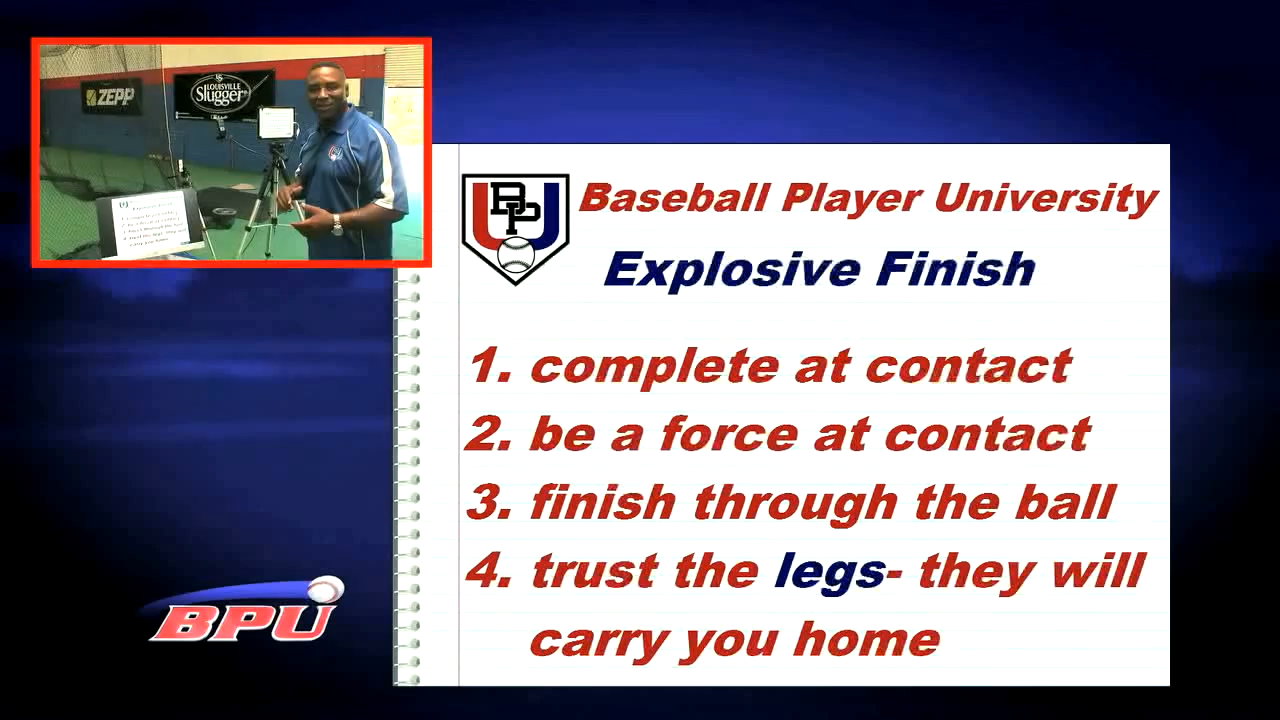 ZEPP
LOUISVILLE
Slugger
BPU
Baseball Player University
Explosive Finish
1. complete at contact
2. be a force at contact
3. finish through the ball
4. trust the legs- they will
carry you home
BPU